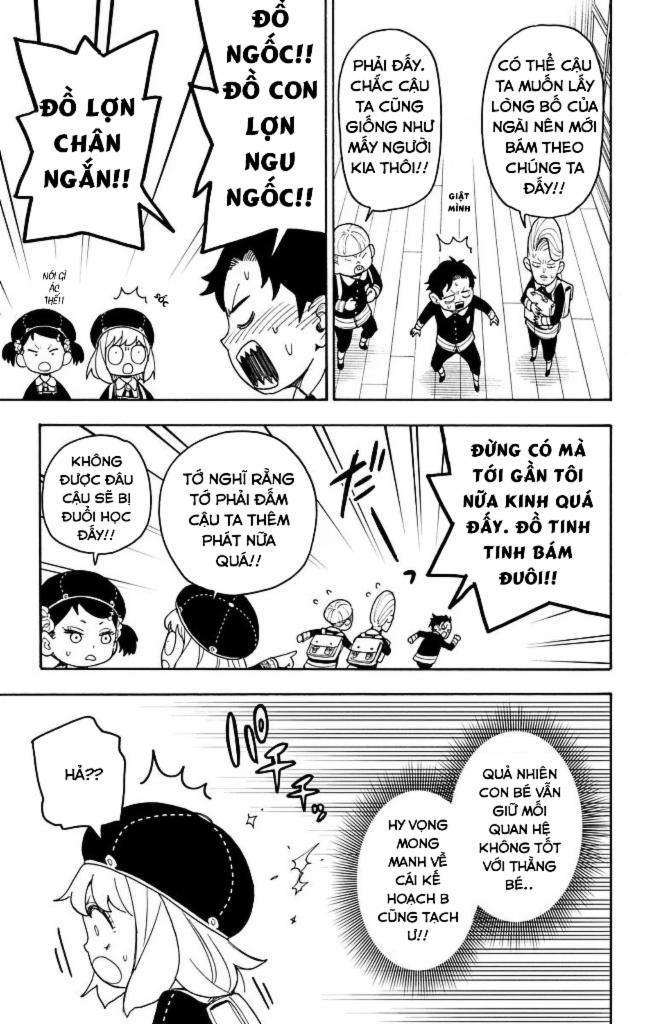 CÓ THỂ CẬU
TA MUỐN LẤY
LÒNG BỐ CỦA
NGÀI NÊN MỚI
BÁM THEO
CHÚNG TA
ĐẤY!!
PHẢI ĐẤY.
CHẮC CẬU
TA CŨNG
GIỐNG NHƯ
MẤY NGƯỜI
KIA THÔI!!
GIẬT
MÌNH
ĐỒ
NGỐC!!
ĐỒ CON
LỢN
NGU
NGỐC!!
ĐỒ LỢN
CHÂN
NGẮN!!
NÓI GÌ
ÁC
THẾ!!
SỐC
ĐỪNG CÓ MÀ
TỚI GẦN TÔI
NỮA KINH QUÁ
ĐẤY. ĐỒ TINH
TINH BÁM
ĐUÔI!!
TỚ NGHĨ RẰNG
TỚ PHẢI ĐẤM
CẬU TA THÊM
PHÁT NỮA
QUÁ!!
KHÔNG
ĐƯỢC ĐÂU
CẬU SẼ BỊ
ĐUỔI HỌC
ĐẤY!!
QUẢ NHIÊN
CON BÉ VẪN
GIỮ MỐI
QUAN HỆ
KHÔNG TỐT
VỚI THẰNG
BÉ..
HY VỌNG
MONG
MANH VỀ
CÁI KẾ
HOẠCH B
CŨNG TẠCH
Ư!!
HẢ??